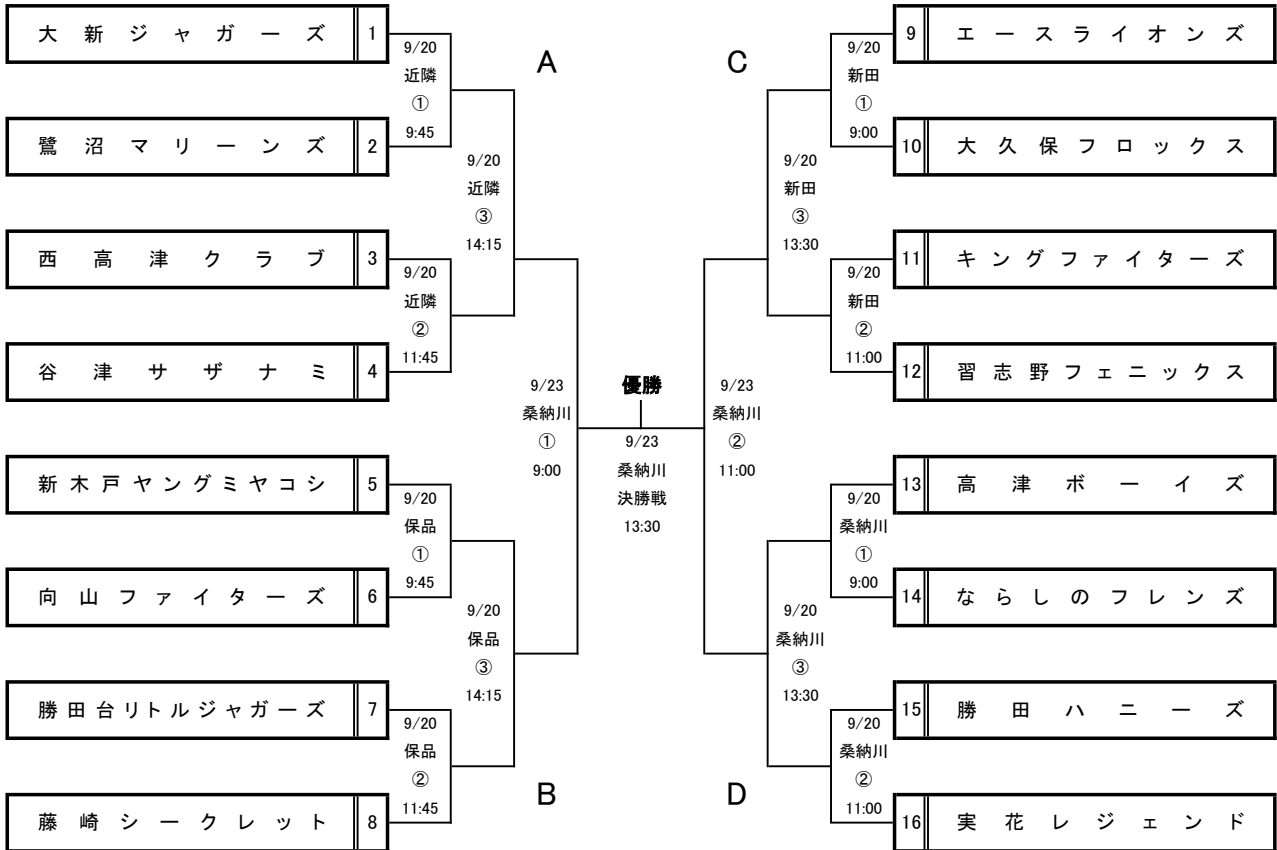 大新ジャガーズ 1
9/20
近隣
①
9:45
鷺沼マリーンズ 2
9/20
近隣
③
14:15
西高津クラブ 3
9/20
近隣
②
11:45
谷津サザナミ 4
A
9/23
桑納川
①
9:00
新木戸ヤングミヤコシ 5
9/20
保品
①
9:45
向山ファイターズ 6
9/20
保品
③
14:15
勝田台リトルジャガーズ 7
9/20
保品
②
11:45
藤崎シークレット 8
B
優勝
9/23
桑納川
決勝戦
13:30
C
9 エースライオンズ
9/20
新田
①
9:00
10 大久保フロックス
9/20
新田
③
13:30
11 キングファイターズ
9/20
新田
②
11:00
12 習志野フェニックス
9/23
桑納川
②
11:00
13 高津ボーイズ
9/20
桑納川
①
9:00
14 ならしのフレンズ
9/20
桑納川
③
13:30
15 勝田ハニーズ
9/20
桑納川
②
11:00
16 実花レジェンド
D